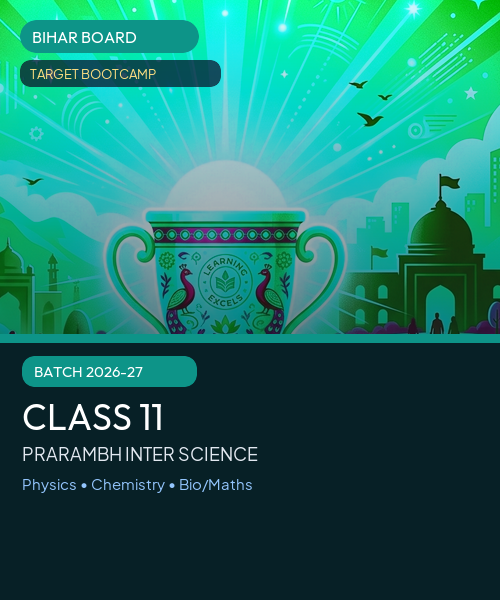 BIHAR BOARD
TARGET BOOTCAMP
LEARNING
EXCELS
BATCH 2026-27
CLASS 11
PRARAMBH INTER SCIENCE
Physics • Chemistry • Bio/Maths